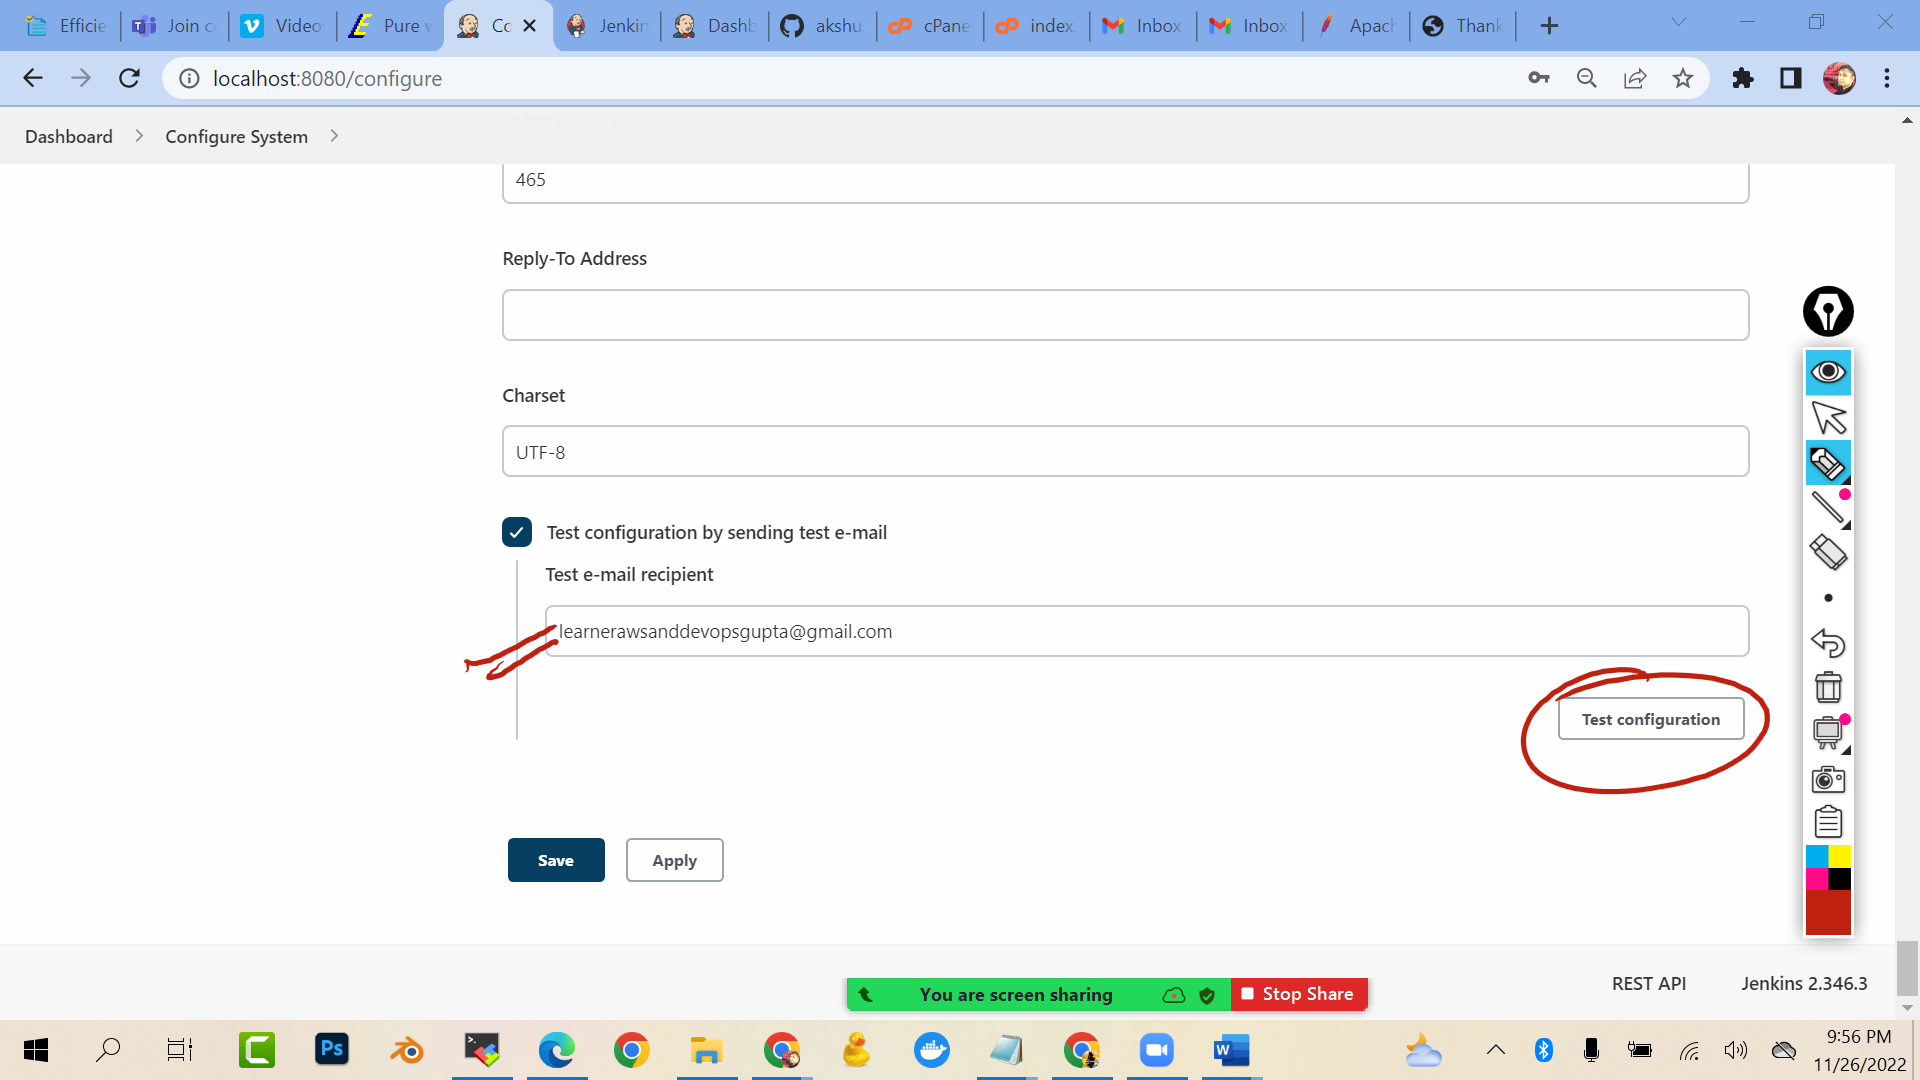 Efficie
Join c
Video
Pure w
Co
Jenkin
Dashb
akshu
cPane
index.
Inbox
Inbox
Apach
Thank
localhost:8080/configure
Dashboard
Configure System
465
Reply-To Address
Charset
UTF-8
Test configuration by sending test e-mail
Test e-mail recipient
learnerawsanddevopsgupta@gmail.com
Test configuration
Save
Apply
REST API
Jenkins 2.346.3
You are screen sharing
Stop Share
Ps
W
9:56 PM
11/26/2022